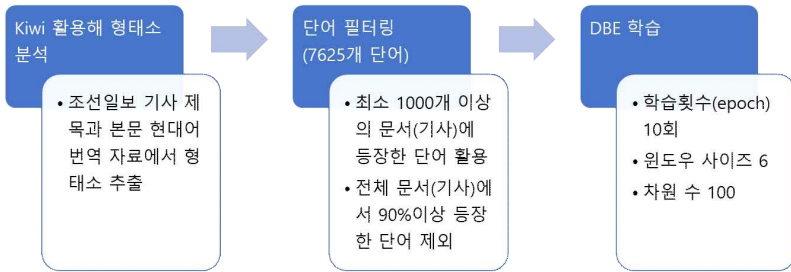 Kiwi 활용해 형태소
분석
• 조선일보 기사 제
목과 본문 현대어
번역 자료에서 형
태소 추출
단어 필터링
(7625개 단어)
• 최소 1000개 이상
의 문서(기사)에
등장한 단어 활용
• 전체 문서(기사)에
서 90%이상 등장
한 단어 제외
DBE 학습
• 학습횟수(epoch)
10회
• 윈도우 사이즈 6
• 차원 수 100